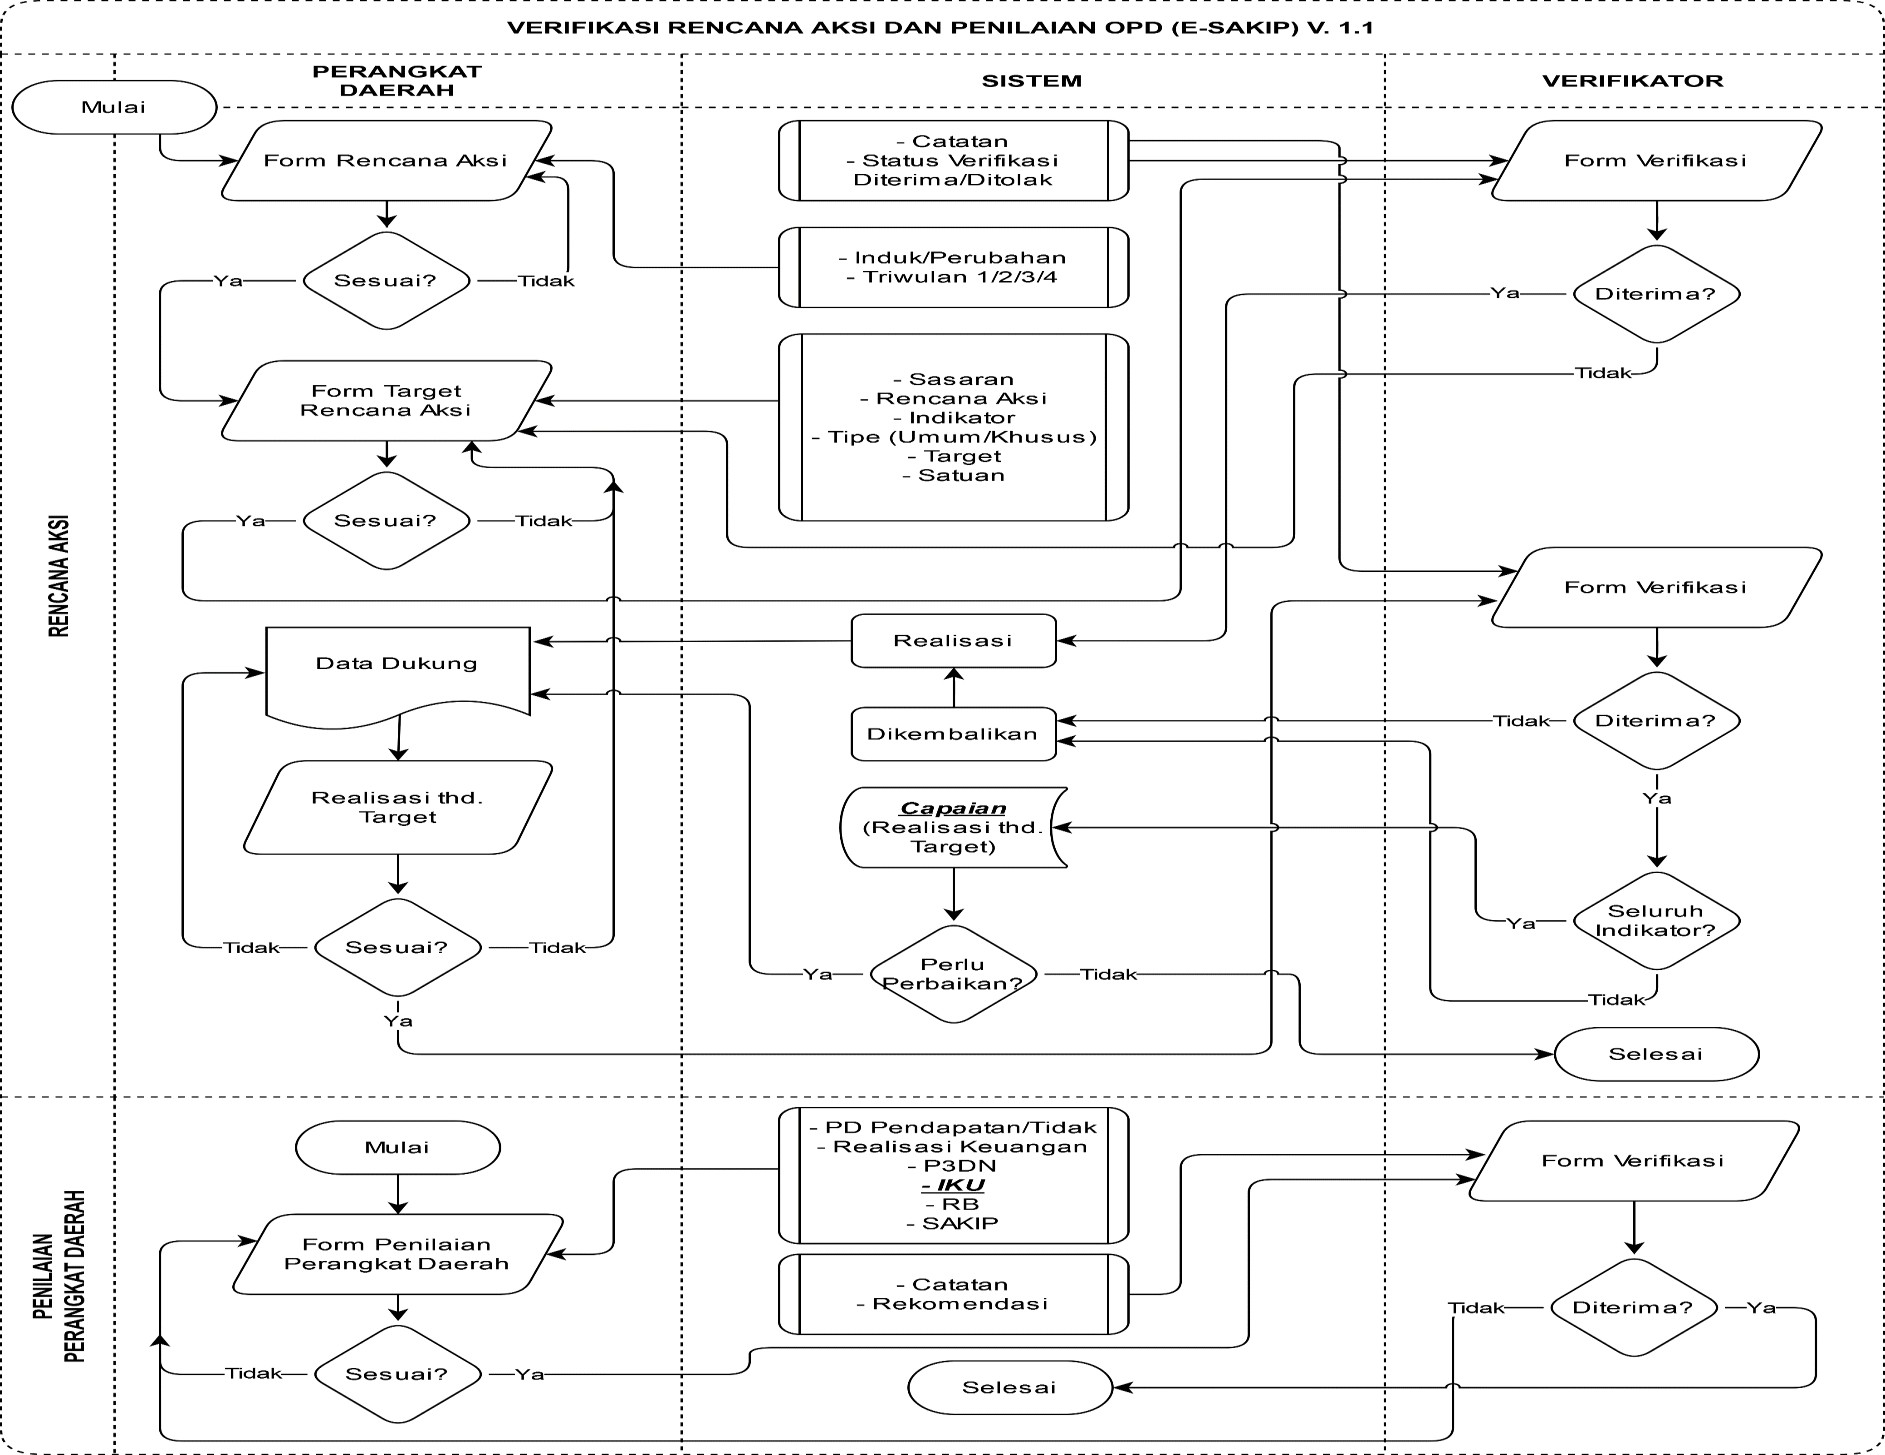 VERIFIKASI RENCANA AKSI DAN PENILAIAN OPD (E-SAKIP) V. 1.1
PERANGKAT
DAERAH
SISTEM
VERIFIKATOR
RENCANA AKSI
Mulai
Form Rencana Aksi
- Catatan
- Status Verifikasi
Diterima/Ditolak
Form Verifikasi
Sesuai?
Ya
Tidak
- Induk/Perubahan
- Triwulan 1/2/3/4
Diterima?
Ya
Tidak
Form Target
Rencana Aksi
- Sasaran
- Rencana Aksi
- Indikator
- Tipe (Umum/Khusus)
- Target
- Satuan
Sesuai?
Ya
Tidak
Form Verifikasi
Data Dukung
Realisasi
Dikembalikan
Diterima?
Tidak
Ya
Realisasi thd.
Target
Capaian
(Realisasi thd.
Target)
Seluruh
Indikator?
Ya
Tidak
Sesuai?
Tidak
Tidak
Ya
Perlu
Perbaikan?
Ya
Tidak
Selesai
PENILAIAN
PERANGKAT DAERAH
Mulai
Form Penilaian
Perangkat Daerah
- PD Pendapatan/Tidak
- Realisasi Keuangan
- P3DN
- IKU
- RB
- SAKIP
Form Verifikasi
- Catatan
- Rekomendasi
Diterima?
Tidak
Ya
Sesuai?
Tidak
Ya
Selesai